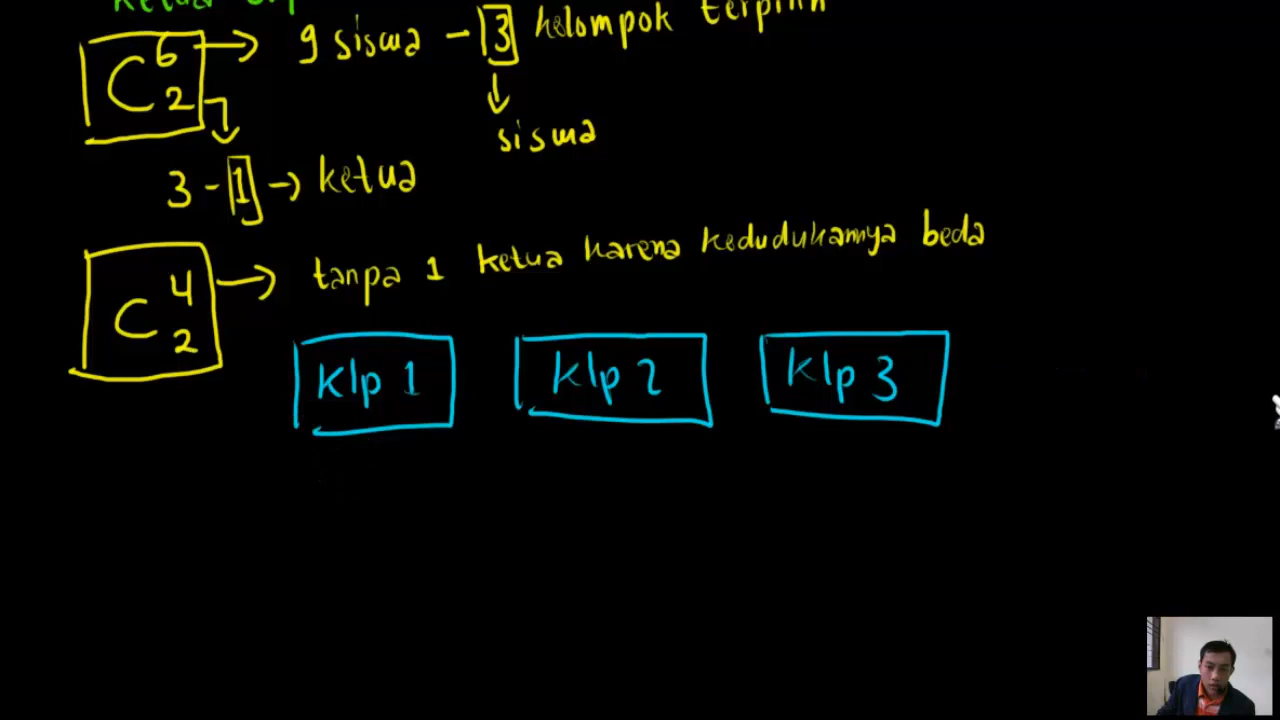 ketua
C 6 2 → 9 siswa - 3 kelompok terpilih
siswa
3 - 1 → ketua
C 4 2 → tanpa 1 ketua karena kedudukannya beda
Klp 1 Klp 2 Klp 3